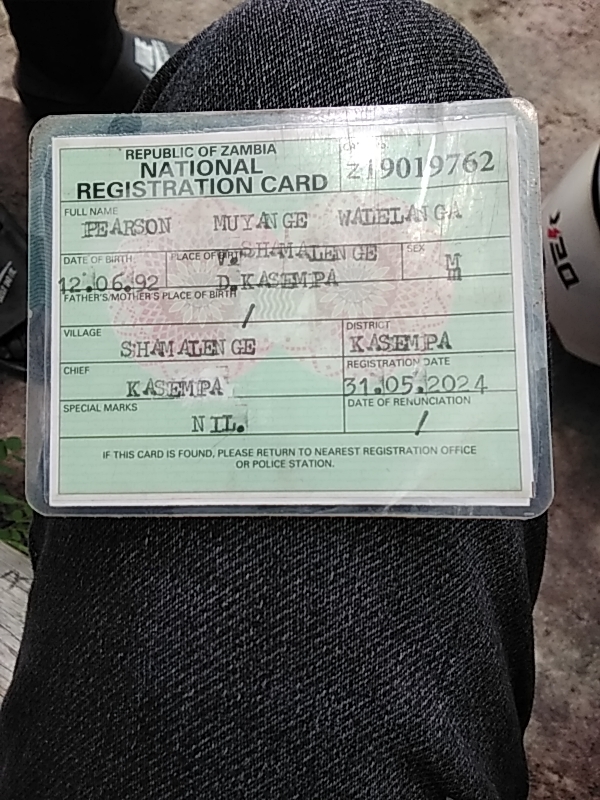 REPUBLIC OF ZAMBIA
NATIONAL
REGISTRATION CARD
9019762
FULL NAME
PEARSON MUYANGE WALELANGA
DATE OF BIRTH:
12.06.92
PLACE OF BIRTH
V.SHAMALENGE
D.KASEMPA
SEX
M
m
FATHER'S/MOTHER'S PLACE OF BIRTH
/
VILLAGE
SHAMALENGE
DISTRICT
KASEMPA
CHIEF
KASEMPA
REGISTRATION DATE
31.05.2024
SPECIAL MARKS
NIL.
DATE OF RENUNCIATION
/
IF THIS CARD IS FOUND, PLEASE RETURN TO NEAREST REGISTRATION OFFICE
OR POLICE STATION.